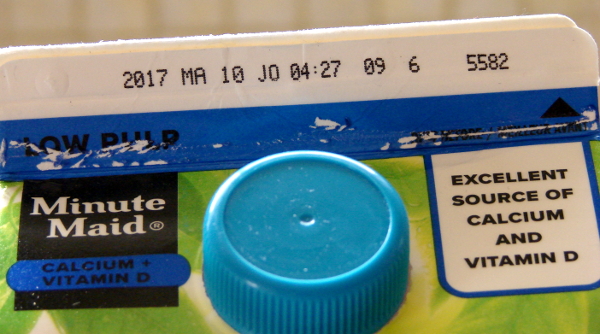 2017 MA 10 JO 04:27 09 6 5582
LOW PULP
Minute
Maid®
CALCIUM +
VITAMIN D
EXCELLENT
SOURCE OF
CALCIUM
AND
VITAMIN D